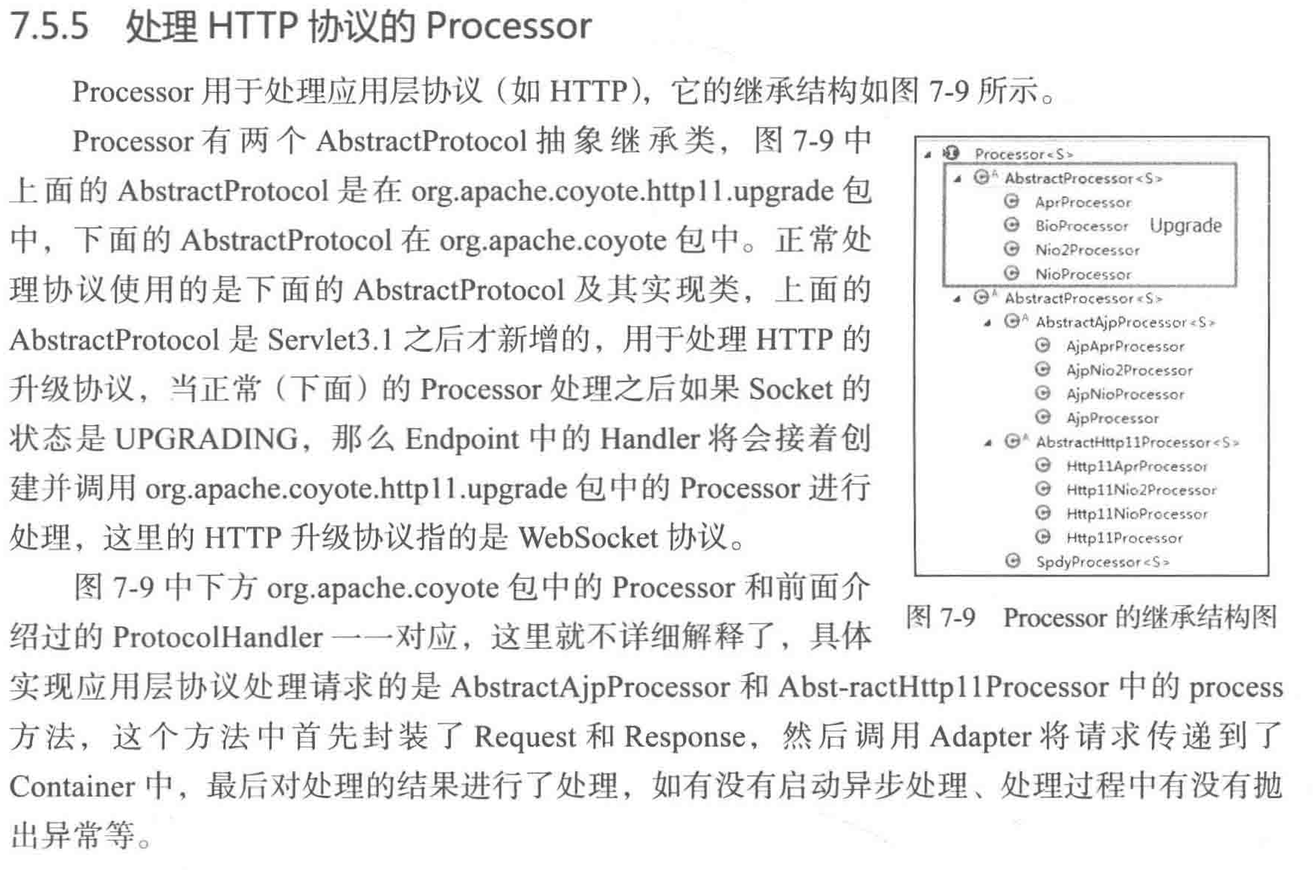 7.5.5 处理 HTTP 协议的 Processor
Processor 用于处理应用层协议（如 HTTP），它的继承结构如图 7-9 所示。
Processor 有两个 AbstractProtocol 抽象继承类，图 7-9 中
上面的 AbstractProtocol 是在 org.apache.coyote.http11.upgrade 包
中，下面的 AbstractProtocol 在 org.apache.coyote 包中。正常处
理协议使用的是下面的 AbstractProtocol 及其实现类，上面的
AbstractProtocol 是 Servlet3.1 之后才新增的，用于处理 HTTP 的
升级协议，当正常（下面）的 Processor 处理之后如果 Socket 的
状态是 UPGRADING，那么 Endpoint 中的 Handler 将会接着创
建并调用 org.apache.coyote.http11.upgrade 包中的 Processor 进行
处理，这里的 HTTP 升级协议指的是 WebSocket 协议。
图 7-9 中下方 org.apache.coyote 包中的 Processor 和前面介
绍过的 ProtocolHandler 一一对应，这里就不详细解释了，具体
Processor<S>
AbstractProcessor<S>
AprProcessor
BioProcessor Upgrade
Nio2Processor
NioProcessor
AbstractProcessor<S>
AbstractAjpProcessor<S>
AjpAprProcessor
AjpNio2Processor
AjpNioProcessor
AjpProcessor
AbstractHttp11Processor<S>
Http11AprProcessor
Http11Nio2Processor
Http11NioProcessor
Http11Processor
SpdyProcessor<S>
图 7-9 Processor 的继承结构图
实现应用层协议处理请求的是 AbstractAjpProcessor 和 Abst-ractHttp11Processor 中的 process
方法，这个方法中首先封装了 Request 和 Response，然后调用 Adapter 将请求传递到了
Container 中，最后对处理的结果进行了处理，如有没有启动异步处理、处理过程中有没有抛
出异常等。